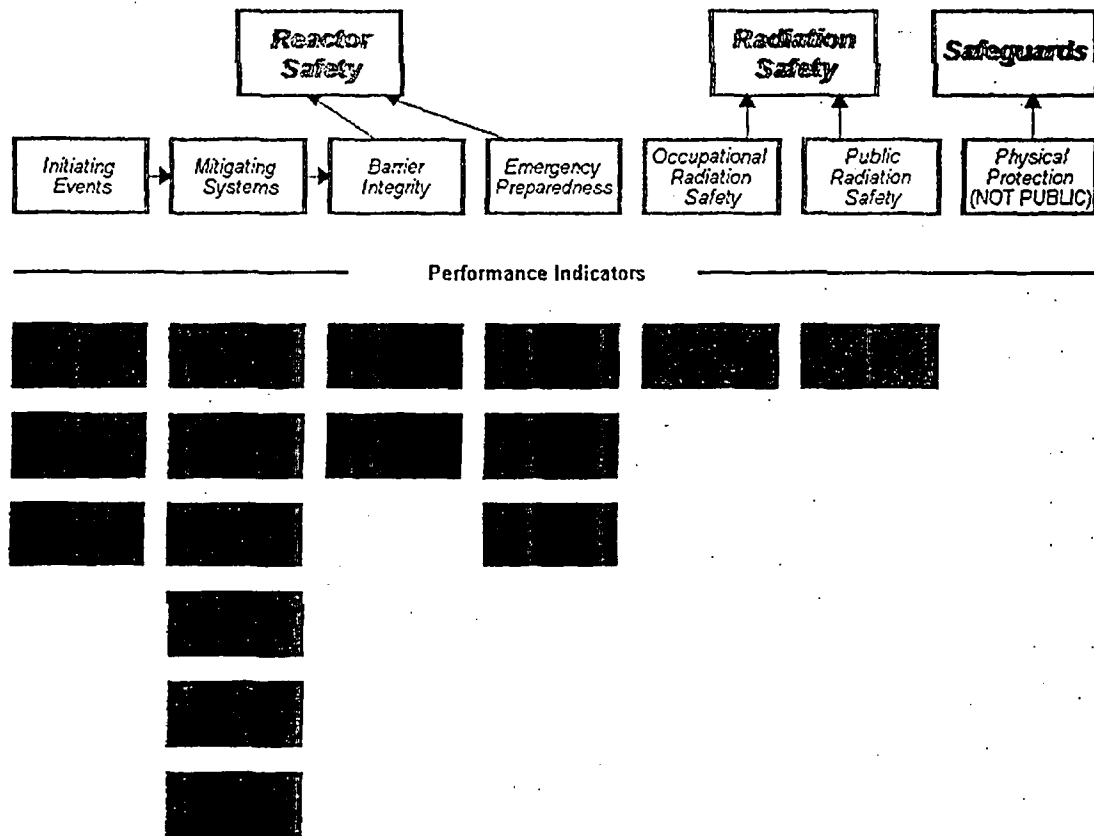 Reactor
Safety
Radiation
Safety
Safeguards
Initiating
Events
Mitigating
Systems
Barrier
Integrity
Emergency
Preparedness
Occupational
Radiation
Safety
Public
Radiation
Safety
Physical
Protection
(NOT PUBLIC)
Performance Indicators